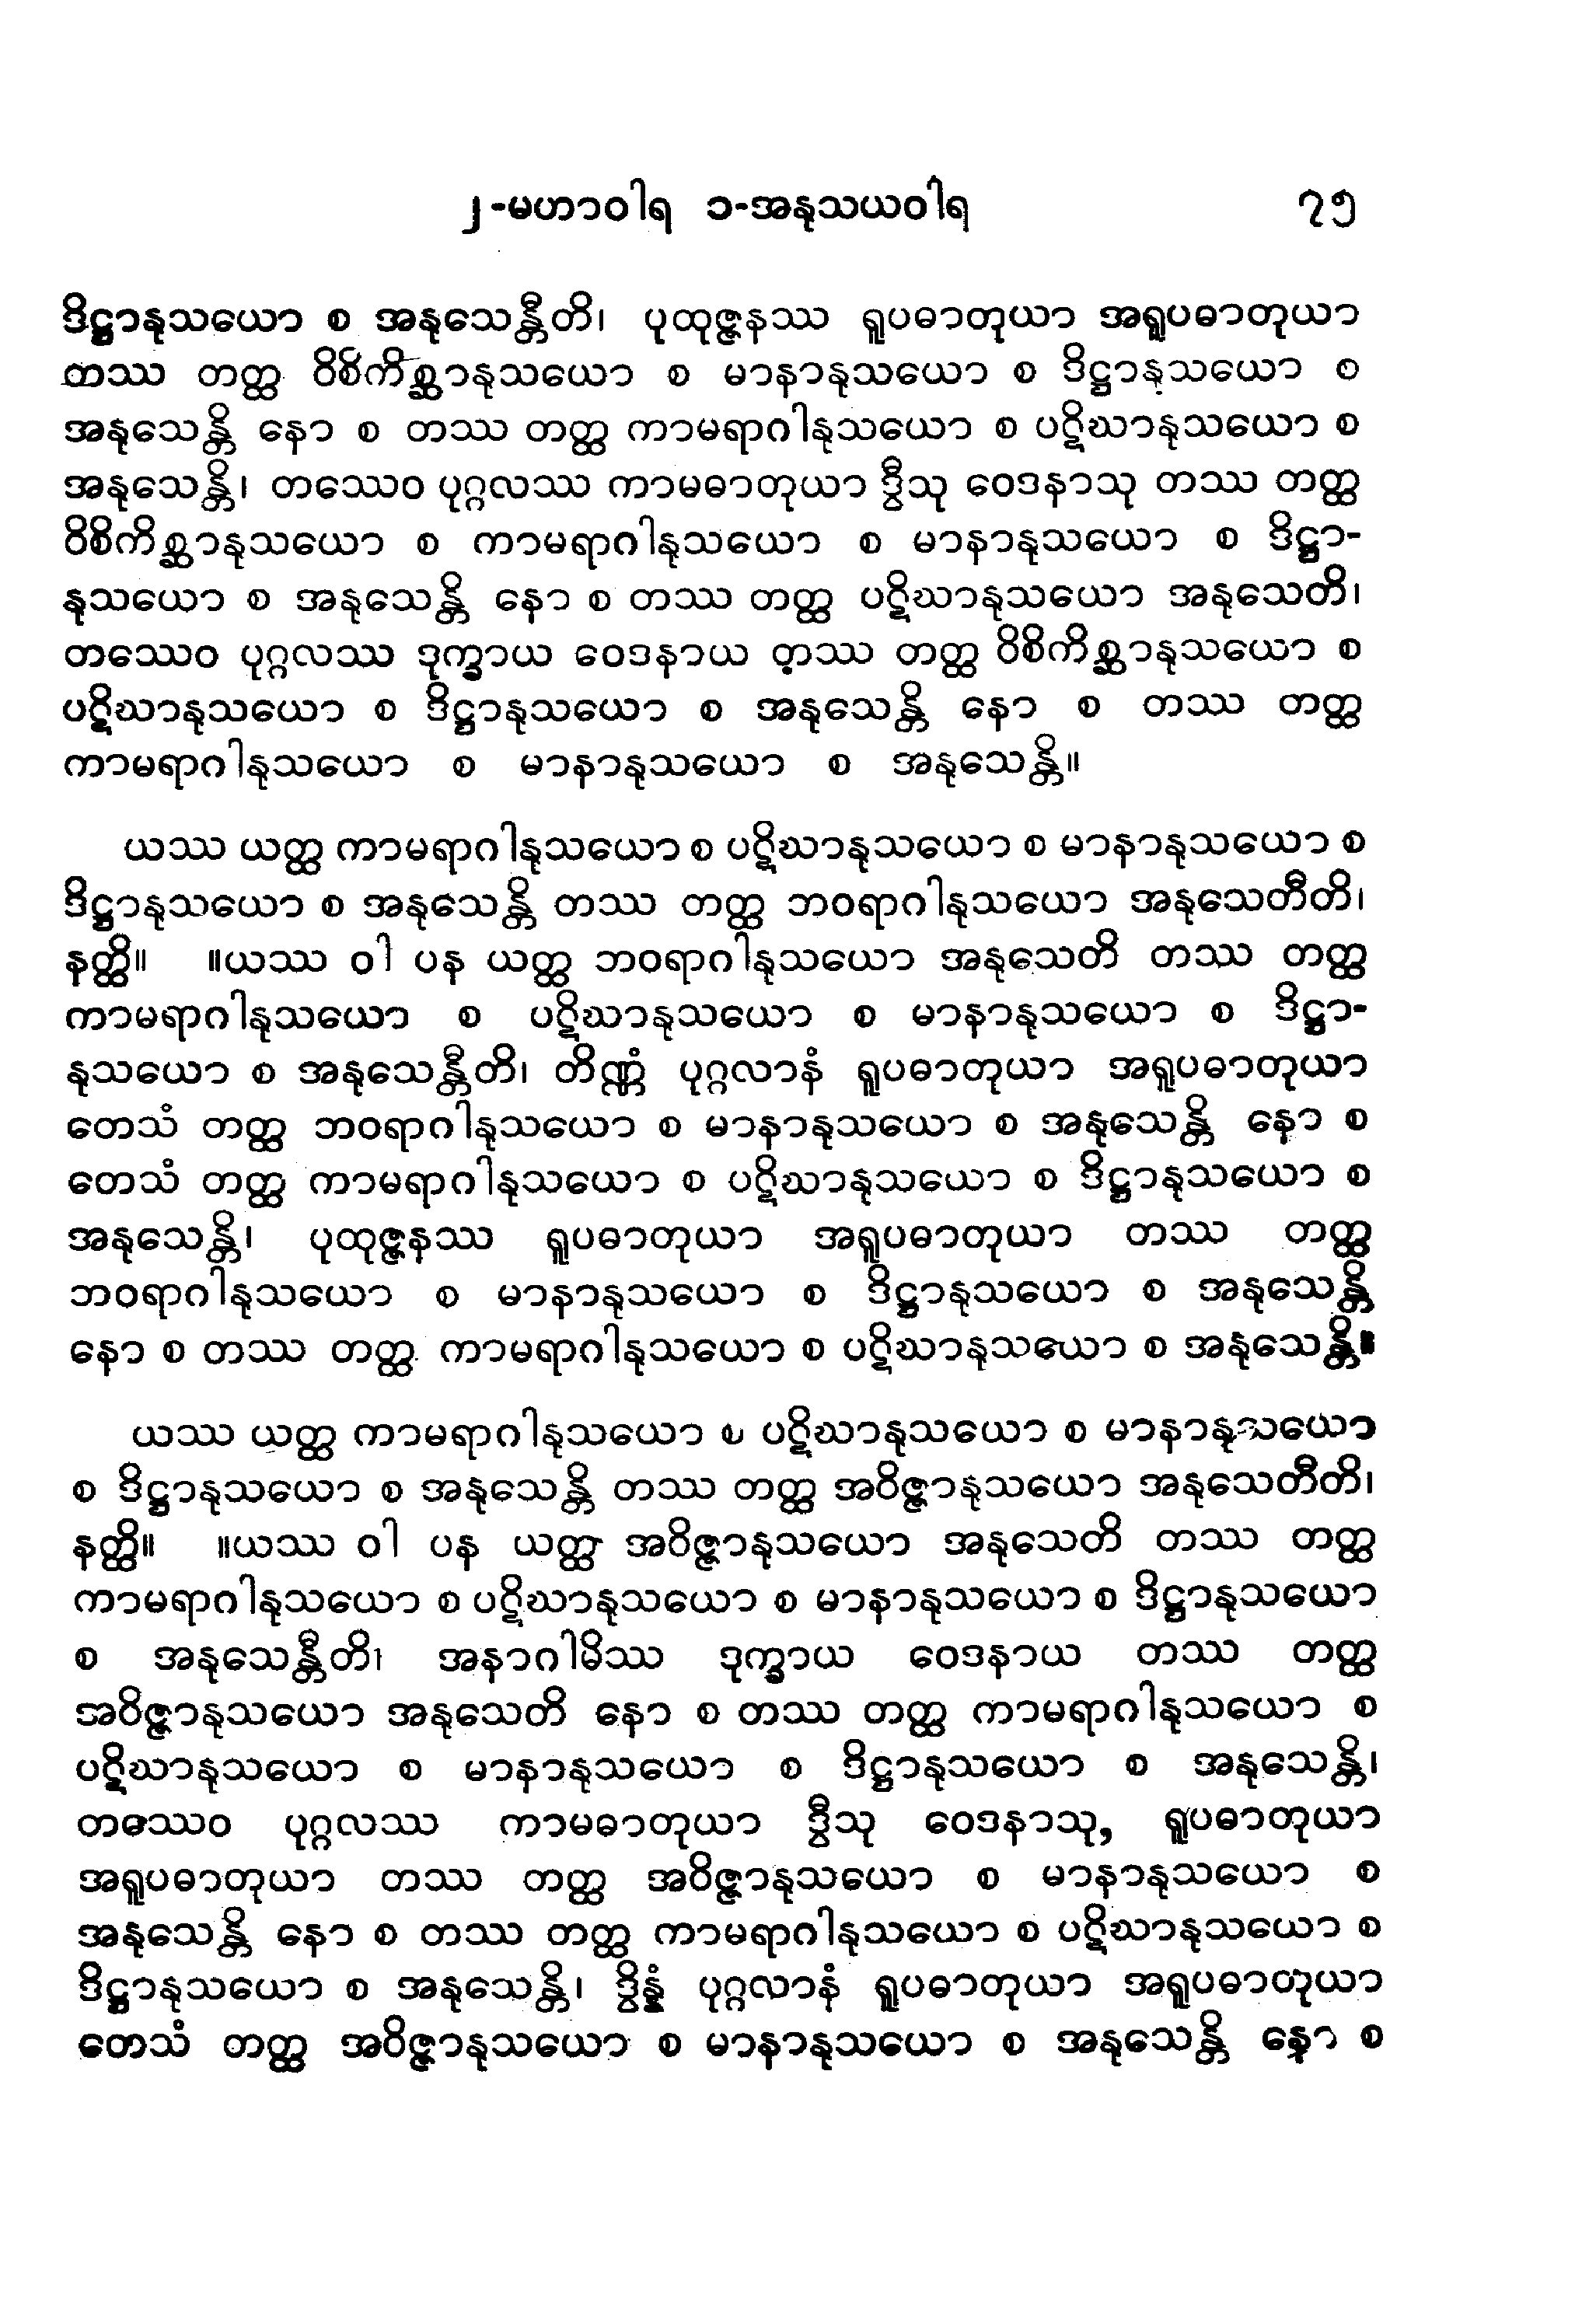 ၂-မဟာဝါရ ၁-အနုသယဝါရ ၇၅
ဒိဋ္ဌာနုသယော စ အနုသေန္တီတိ၊ ပုထုဇ္ဇနဿ ရူပဓာတုယာ အရူပဓာတုယာ
တဿ တတ္ထ ဝိစိကိစ္ဆာနုသယော စ မာနာနုသယော စ ဒိဋ္ဌာနုသယော စ
အနုသေန္တိ နော စ တဿ တတ္ထ ကာမရာဂါနုသယော စ ပဋိဃာနုသယော စ
အနုသေန္တိ၊ တဿေဝ ပုဂ္ဂလဿ ကာမဓာတုယာ ဒွီသု ဝေဒနာသု တဿ တတ္ထ
ဝိစိကိစ္ဆာနုသယော စ ကာမရာဂါနုသယော စ မာနာနုသယော စ ဒိဋ္ဌာ-
နုသယော စ အနုသေန္တိ နော စ တဿ တတ္ထ ပဋိဃာနုသယော အနုသေတိ၊
တဿေဝ ပုဂ္ဂလဿ ဒုက္ခာယ ဝေဒနာယ တဿ တတ္ထ ဝိစိကိစ္ဆာနုသယော စ
ပဋိဃာနုသယော စ ဒိဋ္ဌာနုသယော စ အနုသေန္တိ နော စ တဿ တတ္ထ
ကာမရာဂါနုသယော စ မာနာနုသယော စ အနုသေန္တိ။
ယဿ ယတ္ထ ကာမရာဂါနုသယော စ ပဋိဃာနုသယော စ မာနာနုသယော စ
ဒိဋ္ဌာနုသယော စ အနုသေန္တိ တဿ တတ္ထ ဘဝရာဂါနုသယော အနုသေတီတိ၊
နတ္ထိ။ ။ယဿ ဝါ ပန ယတ္ထ ဘဝရာဂါနုသယော အနုသေတိ တဿ တတ္ထ
ကာမရာဂါနုသယော စ ပဋိဃာနုသယော စ မာနာနုသယော စ ဒိဋ္ဌာ-
နုသယော စ အနုသေန္တီတိ၊ တိဏ္ဏံ ပုဂ္ဂလာနံ ရူပဓာတုယာ အရူပဓာတုယာ
တေသံ တတ္ထ ဘဝရာဂါနုသယော စ မာနာနုသယော စ အနုသေန္တိ နော စ
တေသံ တတ္ထ ကာမရာဂါနုသယော စ ပဋိဃာနုသယော စ ဒိဋ္ဌာနုသယော စ
အနုသေန္တိ၊ ပုထုဇ္ဇနဿ ရူပဓာတုယာ အရူပဓာတုယာ တဿ တတ္ထ
ဘဝရာဂါနုသယော စ မာနာနုသယော စ ဒိဋ္ဌာနုသယော စ အနုသေန္တိ
နော စ တဿ တတ္ထ ကာမရာဂါနုသယော စ ပဋိဃာနုသယော စ အနုသေန္တိ။
ယဿ ယတ္ထ ကာမရာဂါနုသယော စ ပဋိဃာနုသယော စ မာနာနုသယော
စ ဒိဋ္ဌာနုသယော စ အနုသေန္တိ တဿ တတ္ထ အဝိဇ္ဇာနုသယော အနုသေတီတိ၊
နတ္ထိ။ ။ယဿ ဝါ ပန ယတ္ထ အဝိဇ္ဇာနုသယော အနုသေတိ တဿ တတ္ထ
ကာမရာဂါနုသယော စ ပဋိဃာနုသယော စ မာနာနုသယော စ ဒိဋ္ဌာနုသယော
စ အနုသေန္တီတိ၊ အနာဂါမိဿ ဒုက္ခာယ ဝေဒနာယ တဿ တတ္ထ
အဝိဇ္ဇာနုသယော အနုသေတိ နော စ တဿ တတ္ထ ကာမရာဂါနုသယော စ
ပဋိဃာနုသယော စ မာနာနုသယော စ ဒိဋ္ဌာနုသယော စ အနုသေန္တိ၊
တဿေဝ ပုဂ္ဂလဿ ကာမဓာတုယာ ဒွီသု ဝေဒနာသု, ရူပဓာတုယာ
အရူပဓာတုယာ တဿ တတ္ထ အဝိဇ္ဇာနုသယော စ မာနာနုသယော စ
အနုသေန္တိ နော စ တဿ တတ္ထ ကာမရာဂါနုသယော စ ပဋိဃာနုသယော စ
ဒိဋ္ဌာနုသယော စ အနုသေန္တိ၊ ဒွိန္နံ ပုဂ္ဂလာနံ ရူပဓာတုယာ အရူပဓာတုယာ
တေသံ တတ္ထ အဝိဇ္ဇာနုသယော စ မာနာနုသယော စ အနုသေန္တိ နော စ